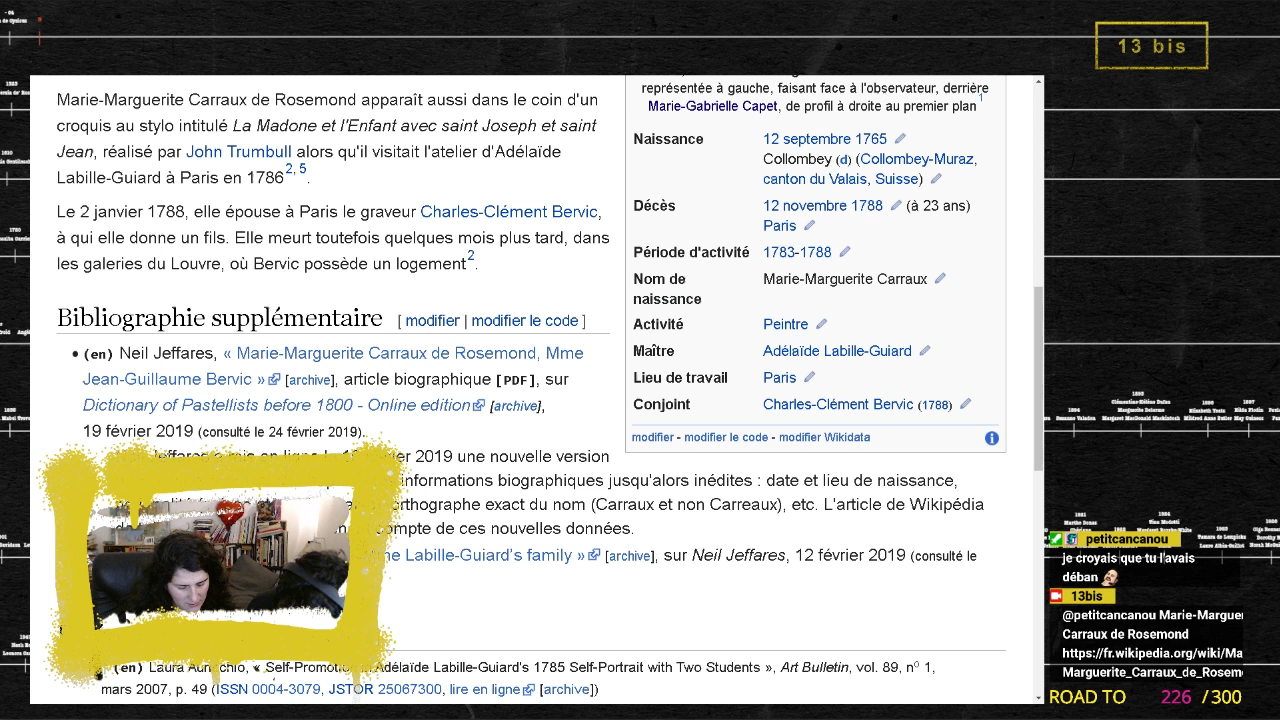 13 bis
Marie-Marguerite Carraux de Rosemond apparaît aussi dans le coin d'un
croquis au stylo intitulé La Madone et l'Enfant avec saint Joseph et saint
Jean, réalisé par John Trumbull alors qu'il visitait l'atelier d'Adélaïde
Labille-Guiard à Paris en 1786 2, 5.
Le 2 janvier 1788, elle épouse à Paris le graveur Charles-Clément Bervic,
à qui elle donne un fils. Elle meurt toutefois quelques mois plus tard, dans
les galeries du Louvre, où Bervic possède un logement 2.
Bibliographie supplémentaire [ modifier | modifier le code ]
• (en) Neil Jeffares, « Marie-Marguerite Carraux de Rosemond, Mme
Jean-Guillaume Bervic » [archive], article biographique [PDF], sur
Dictionary of Pastellists before 1800 - Online edition [archive],
19 février 2019 (consulté le 24 février 2019).
2019 une nouvelle version
informations biographiques jusqu'alors inédites : date et lieu de naissance,
orthographe exact du nom (Carraux et non Carreaux), etc. L'article de Wikipédia
compte de ces nouvelles données.
Labille-Guiard's family » [archive], sur Neil Jeffares, 12 février 2019 (consulté le
(en) Laura Auricchio, « Self-Promotion in Adélaïde Labille-Guiard's 1785 Self-Portrait with Two Students », Art Bulletin, vol. 89, nº 1,
mars 2007, p. 49 (ISSN 0004-3079, JSTOR 25067300, lire en ligne [archive])
représentée à gauche, faisant face à l'observateur, derrière
Marie-Gabrielle Capet, de profil à droite au premier plan 1
Naissance 12 septembre 1765
Collombey (d) (Collombey-Muraz,
canton du Valais, Suisse)
Décès 12 novembre 1788 (à 23 ans)
Paris
Période d'activité 1783-1788
Nom de
naissance Marie-Marguerite Carraux
Activité Peintre
Maître Adélaïde Labille-Guiard
Lieu de travail Paris
Conjoint Charles-Clément Bervic (1788)
modifier - modifier le code - modifier Wikidata
petitcancanou
je croyais que tu l'avais
déban
13bis
@petitcancanou Marie-Marguer
Carraux de Rosemond
https://fr.wikipedia.org/wiki/Ma
Marguerite_Carraux_de_Rosem
ROAD TO 226 / 300